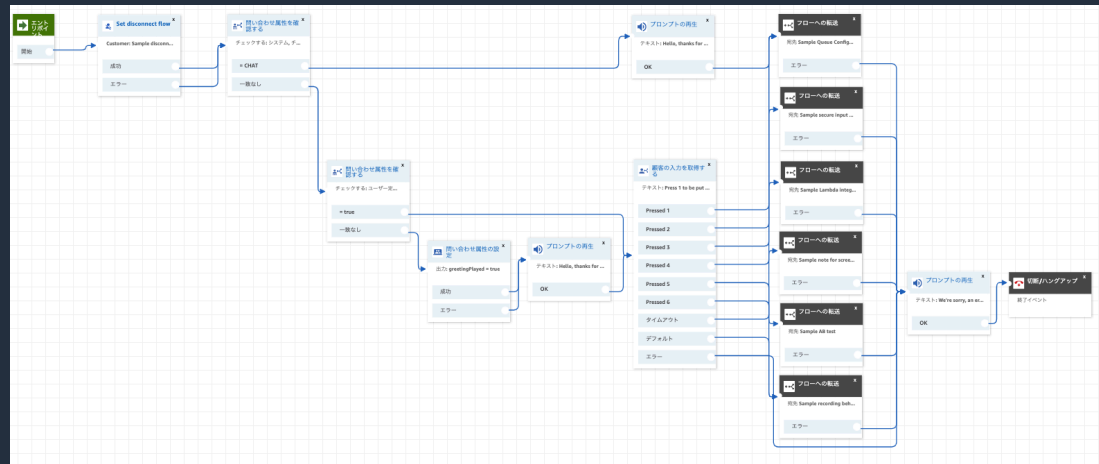 エント
リポイ
ント
開始
Set disconnect flow
x
Customer: Sample disconn...
成功
エラー
問い合わせ属性を確
認する
x
チェックする: システム, チ...
= CHAT
一致なし
プロンプトの再生
x
テキスト: Hello, thanks for ...
OK
問い合わせ属性を確
認する
x
チェックする: ユーザー定...
= true
一致なし
問い合わせ属性の設
定
x
出力: greetingPlayed = true
成功
エラー
プロンプトの再生
x
テキスト: Hello, thanks for ...
OK
顧客の入力を取得す
る
x
テキスト: Press 1 to be put ...
Pressed 1
Pressed 2
Pressed 3
Pressed 4
Pressed 5
Pressed 6
タイムアウト
デフォルト
エラー
フローへの転送
x
宛先 Sample Queue Config...
エラー
フローへの転送
x
宛先 Sample secure input ...
エラー
フローへの転送
x
宛先 Sample Lambda integ...
エラー
フローへの転送
x
宛先 Sample note for scree...
エラー
フローへの転送
x
宛先 Sample AB test
エラー
フローへの転送
x
宛先 Sample recording beh...
エラー
プロンプトの再生
x
テキスト: We're sorry, an er...
OK
切断/ハングアップ
x
終了イベント